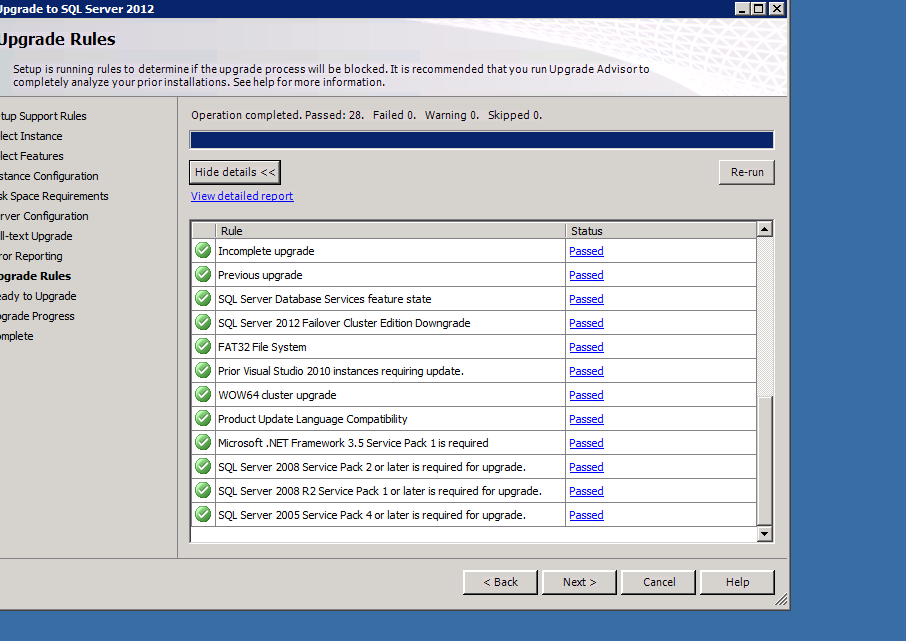 Upgrade to SQL Server 2012
Upgrade Rules
Setup is running rules to determine if the upgrade process will be blocked. It is recommended that you run Upgrade Advisor to
completely analyze your prior installations. See help for more information.
tup Support Rules
lect Instance
lect Features
stance Configuration
sk Space Requirements
rver Configuration
ll-text Upgrade
ror Reporting
pgrade Rules
eady to Upgrade
pgrade Progress
omplete
Operation completed. Passed: 28. Failed 0. Warning 0. Skipped 0.
Hide details <<
Re-run
View detailed report
Rule Status
Incomplete upgrade Passed
Previous upgrade Passed
SQL Server Database Services feature state Passed
SQL Server 2012 Failover Cluster Edition Downgrade Passed
FAT32 File System Passed
Prior Visual Studio 2010 instances requiring update. Passed
WOW64 cluster upgrade Passed
Product Update Language Compatibility Passed
Microsoft .NET Framework 3.5 Service Pack 1 is required Passed
SQL Server 2008 Service Pack 2 or later is required for upgrade. Passed
SQL Server 2008 R2 Service Pack 1 or later is required for upgrade. Passed
SQL Server 2005 Service Pack 4 or later is required for upgrade. Passed
< Back Next > Cancel Help